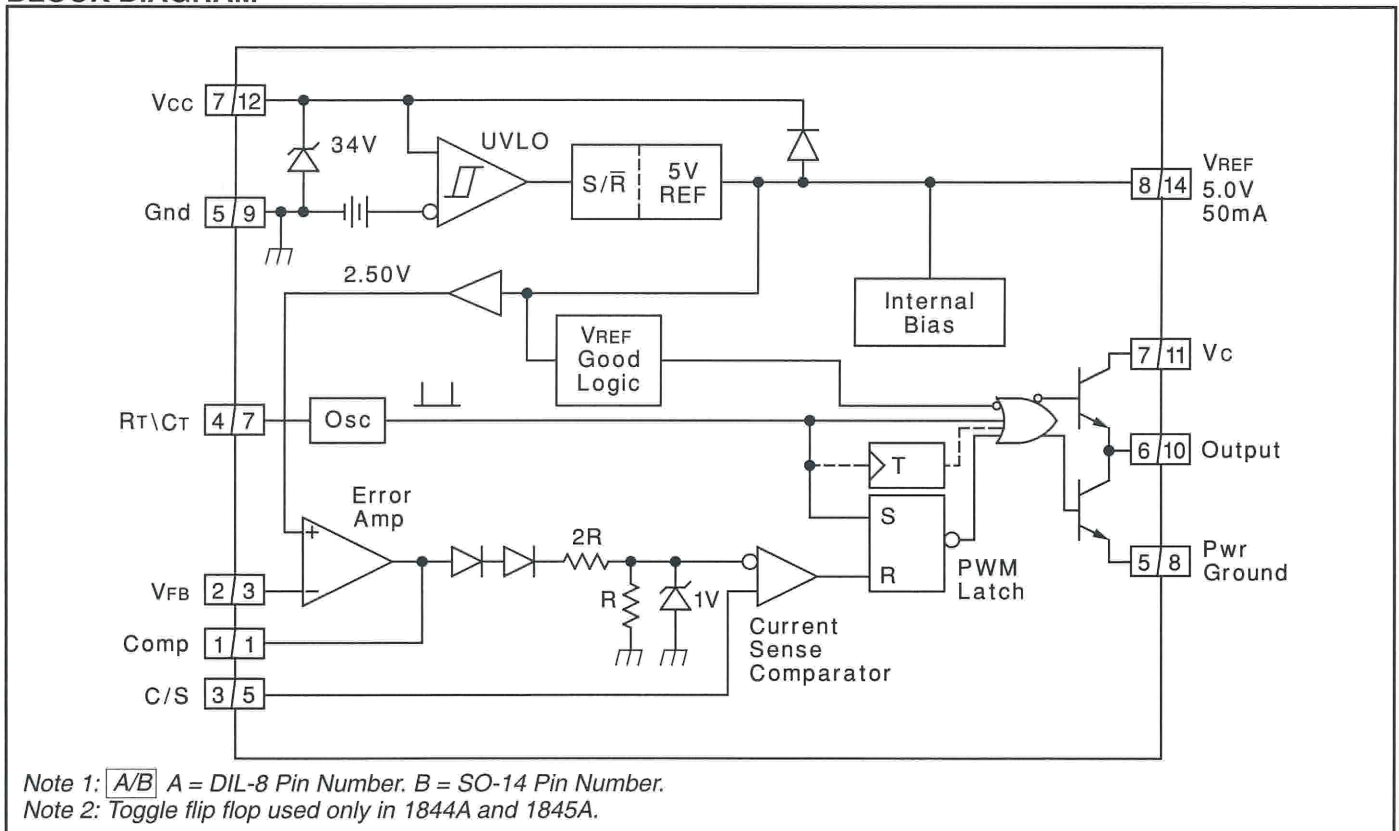 Vcc 7/12
34V
UVLO
S/R̅
5V
REF
8/14 VREF
5.0V
50mA
Gnd 5/9
2.50V
Internal
Bias
VREF
Good
Logic
7/11 Vc
RT\CT 4/7
Osc
T
6/10 Output
Error
Amp
+
−
2R
R
1V
S
R
PWM
Latch
5/8 Pwr
Ground
VFB 2/3
Comp 1/1
Current
Sense
Comparator
C/S 3/5
Note 1: A/B A = DIL-8 Pin Number. B = SO-14 Pin Number.
Note 2: Toggle flip flop used only in 1844A and 1845A.